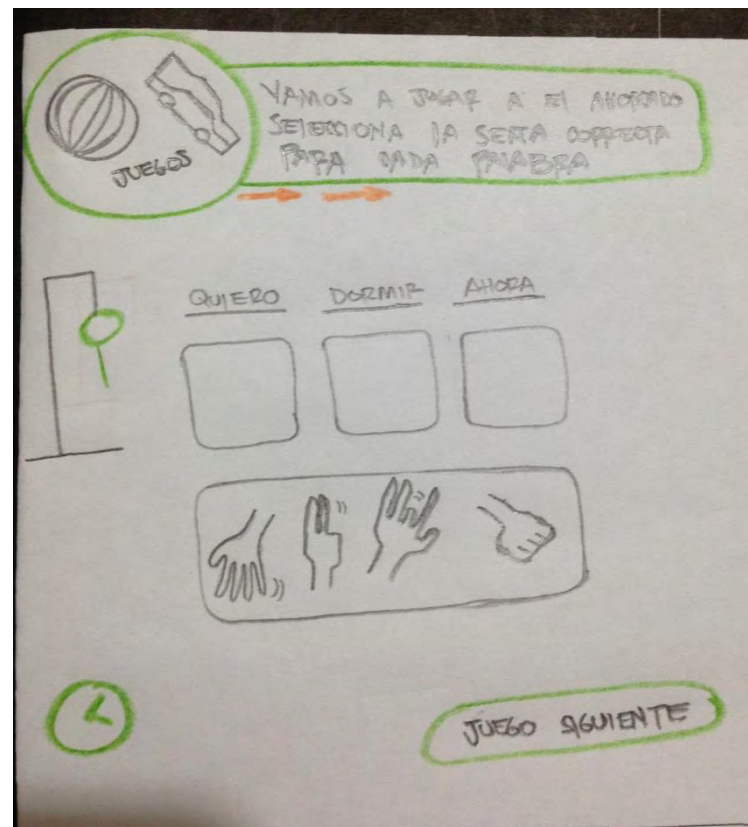 JUEGOS
VAMOS A JUGAR A El AHORCADO
SElECCIONA lA SEÑA CORRECTA
PARA CADA PALABRA
QUIERO DORMIR AHORA
JUEGO SIGUIENTE